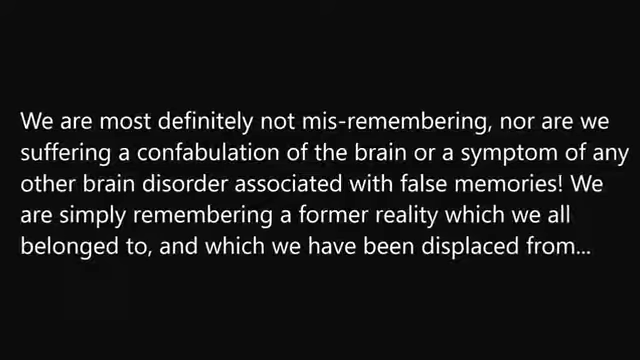 We are most definitely not mis-remembering, nor are we
suffering a confabulation of the brain or a symptom of any
other brain disorder associated with false memories! We
are simply remembering a former reality which we all
belonged to, and which we have been displaced from...